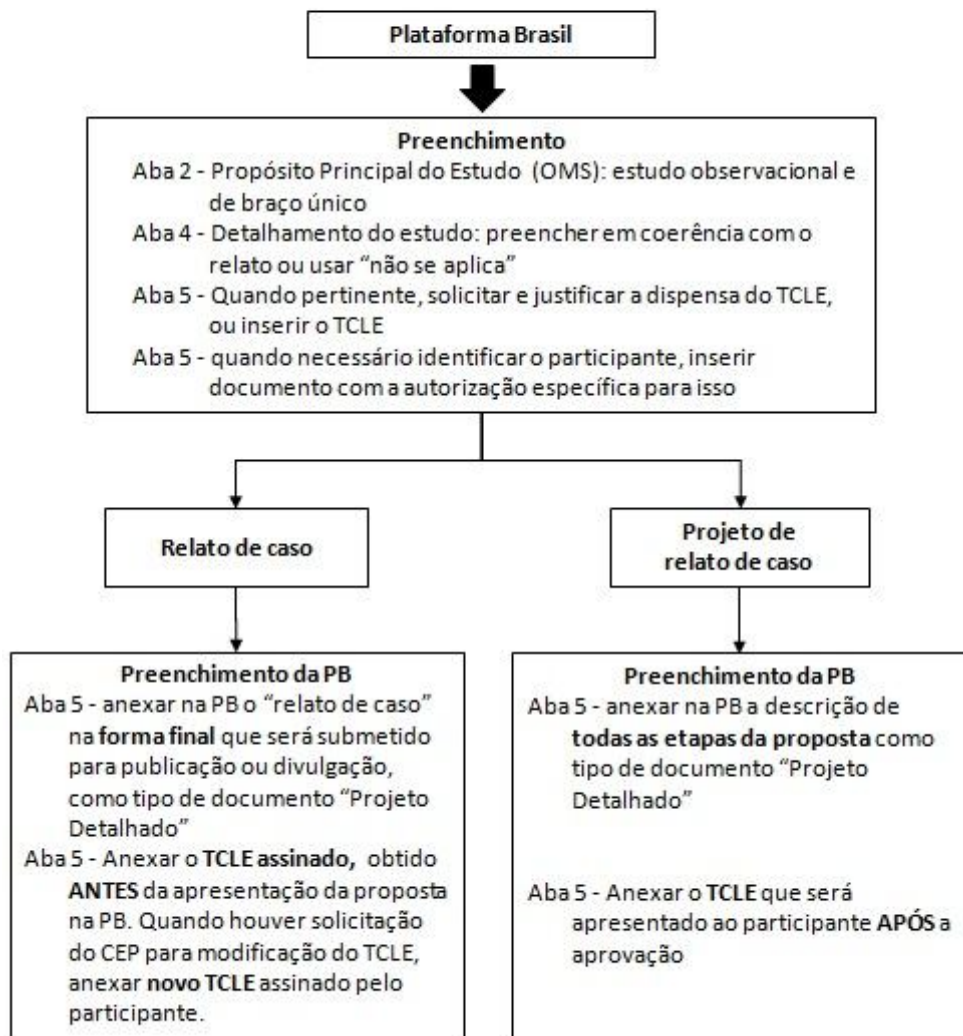 Plataforma Brasil
Preenchimento
Aba 2 - Propósito Principal do Estudo (OMS): estudo observacional e
de braço único
Aba 4 - Detalhamento do estudo: preencher em coerência com o
relato ou usar “não se aplica”
Aba 5 - Quando pertinente, solicitar e justificar a dispensa do TCLE,
ou inserir o TCLE
Aba 5 - quando necessário identificar o participante, inserir
documento com a autorização específica para isso
Relato de caso
Projeto de
relato de caso
Preenchimento da PB
Aba 5 - anexar na PB o “relato de caso”
na forma final que será submetido
para publicação ou divulgação,
como tipo de documento “Projeto
Detalhado”
Aba 5 - Anexar o TCLE assinado, obtido
ANTES da apresentação da proposta
na PB. Quando houver solicitação
do CEP para modificação do TCLE,
anexar novo TCLE assinado pelo
participante.
Preenchimento da PB
Aba 5 - anexar na PB a descrição de
todas as etapas da proposta como
tipo de documento “Projeto
Detalhado”
Aba 5 - Anexar o TCLE que será
apresentado ao participante APÓS a
aprovação